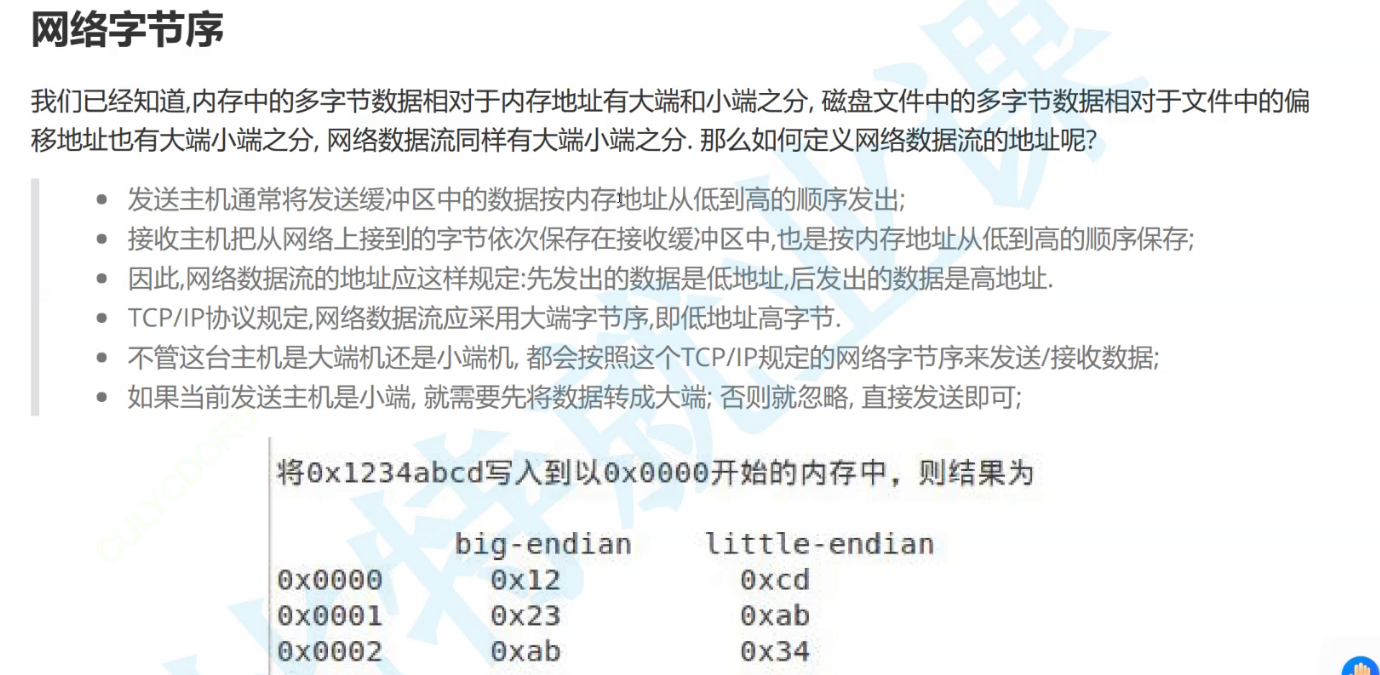 网络字节序
我们已经知道,内存中的多字节数据相对于内存地址有大端和小端之分, 磁盘文件中的多字节数据相对于文件中的偏
移地址也有大端小端之分, 网络数据流同样有大端小端之分. 那么如何定义网络数据流的地址呢?
• 发送主机通常将发送缓冲区中的数据按内存地址从低到高的顺序发出;
• 接收主机把从网络上接到的字节依次保存在接收缓冲区中,也是按内存地址从低到高的顺序保存;
• 因此,网络数据流的地址应这样规定:先发出的数据是低地址,后发出的数据是高地址.
• TCP/IP协议规定,网络数据流应采用大端字节序,即低地址高字节.
• 不管这台主机是大端机还是小端机, 都会按照这个TCP/IP规定的网络字节序来发送/接收数据;
• 如果当前发送主机是小端, 就需要先将数据转成大端; 否则就忽略, 直接发送即可;
将0x1234abcd写入到以0x0000开始的内存中，则结果为
big-endian little-endian
0x0000 0x12 0xcd
0x0001 0x23 0xab
0x0002 0xab 0x34
特就业课